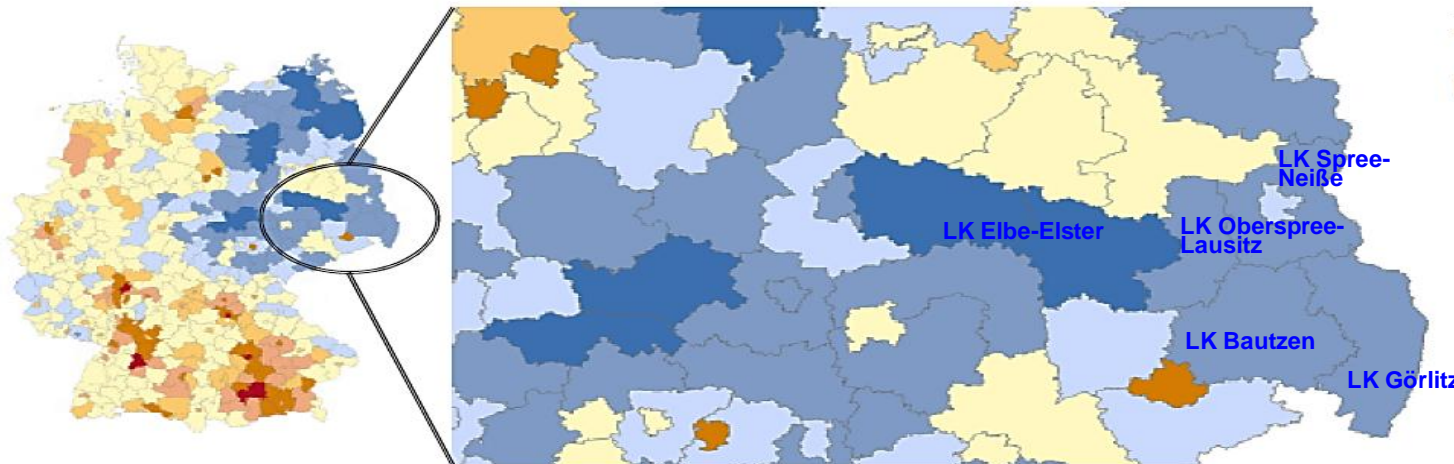 LK Spree-
Neiße
LK Elbe-Elster
LK Oberspree-
Lausitz
LK Bautzen
LK Görlitz